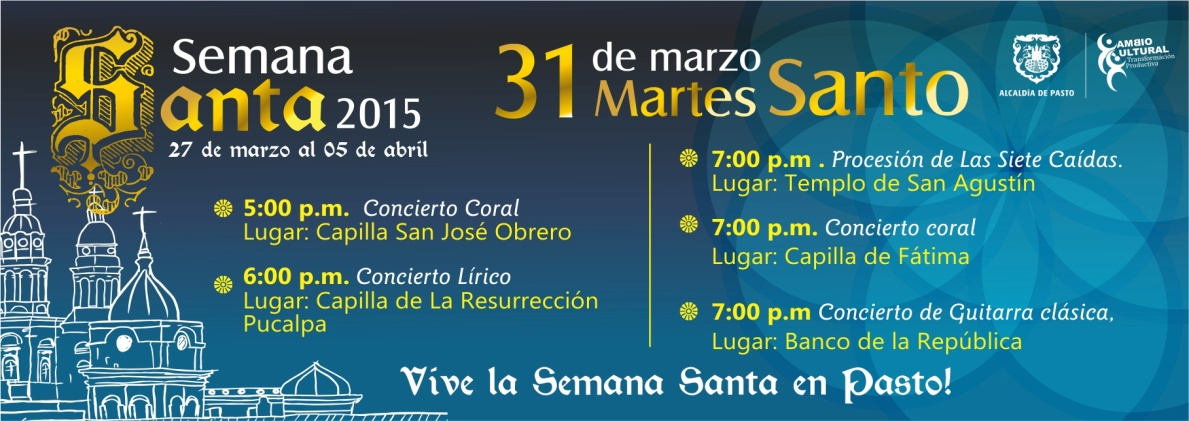 Semana
Santa 2015
27 de marzo al 05 de abril
31 de marzo
Martes Santo
ALCALDÍA DE PASTO
CAMBIO
CULTURAL
Transformación
Productiva
5:00 p.m. Concierto Coral
Lugar: Capilla San José Obrero
6:00 p.m. Concierto Lírico
Lugar: Capilla de La Resurrección
Pucalpa
7:00 p.m . Procesión de Las Siete Caídas.
Lugar: Templo de San Agustín
7:00 p.m. Concierto coral
Lugar: Capilla de Fátima
7:00 p.m Concierto de Guitarra clásica,
Lugar: Banco de la República
Vive la Semana Santa en Pasto!